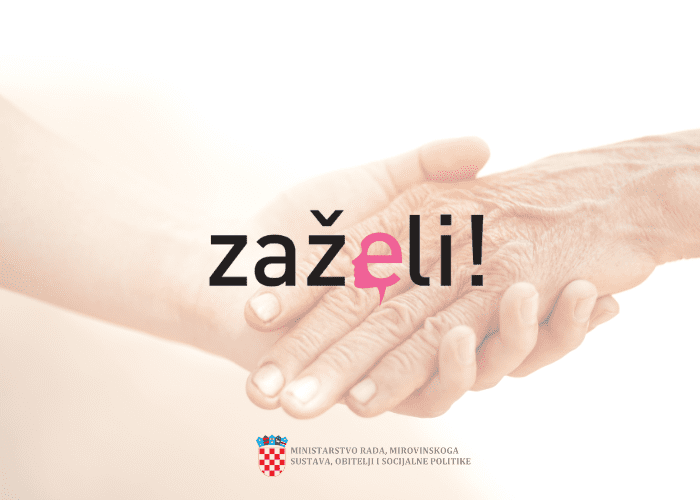 zaželi!
MINISTARSTVO RADA, MIROVINSKOGA
SUSTAVA, OBITELJI I SOCIJALNE POLITIKE